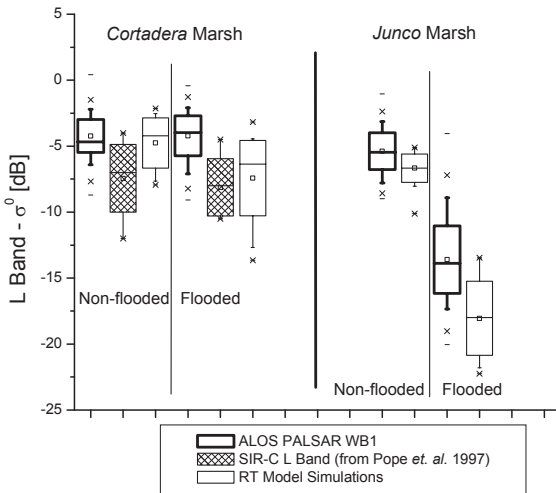 Cortadera Marsh
Junco Marsh
5
0
-5
-10
-15
-20
-25
L Band - σ⁰ [dB]
Non-flooded
Flooded
Non-flooded
Flooded
ALOS PALSAR WB1
SIR-C L Band (from Pope et. al. 1997)
RT Model Simulations